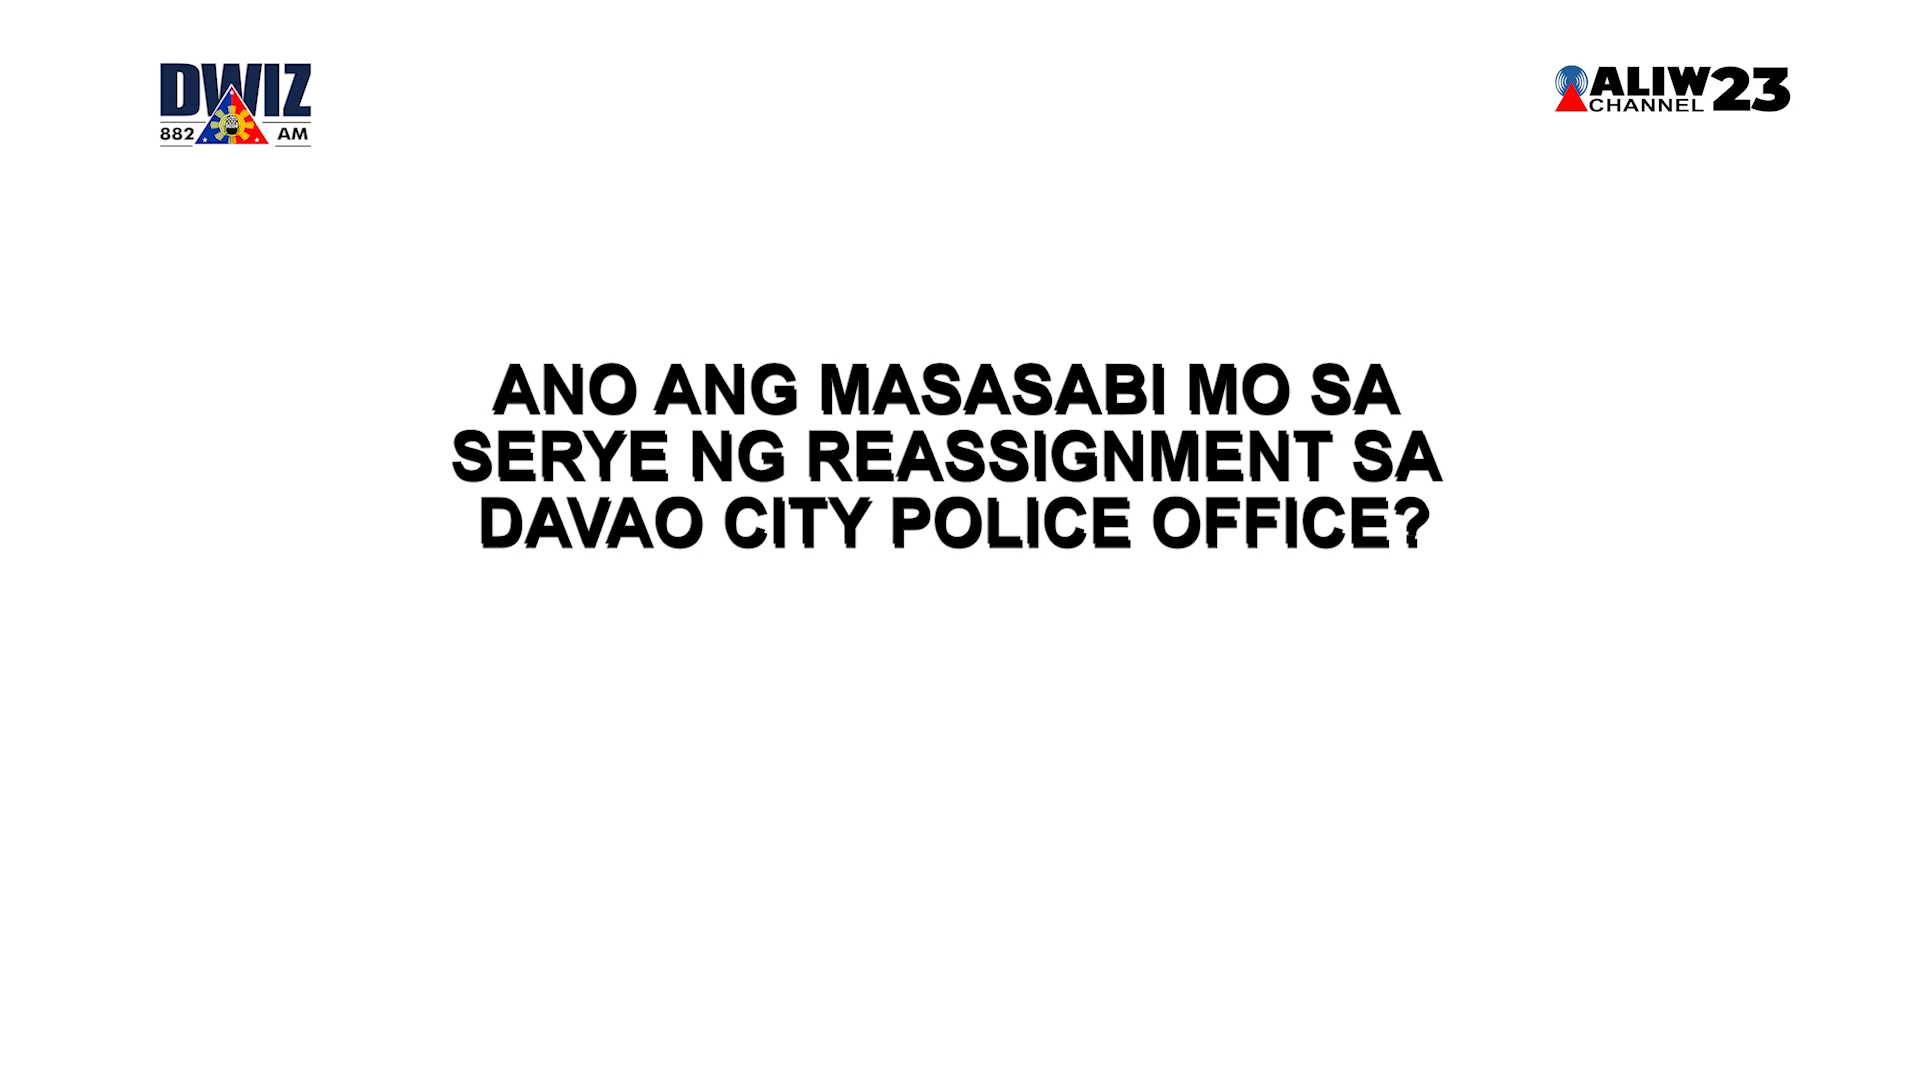 DWIZ
882 AM
ALIW 23
CHANNEL
ANO ANG MASASABI MO SA
SERYE NG REASSIGNMENT SA
DAVAO CITY POLICE OFFICE?